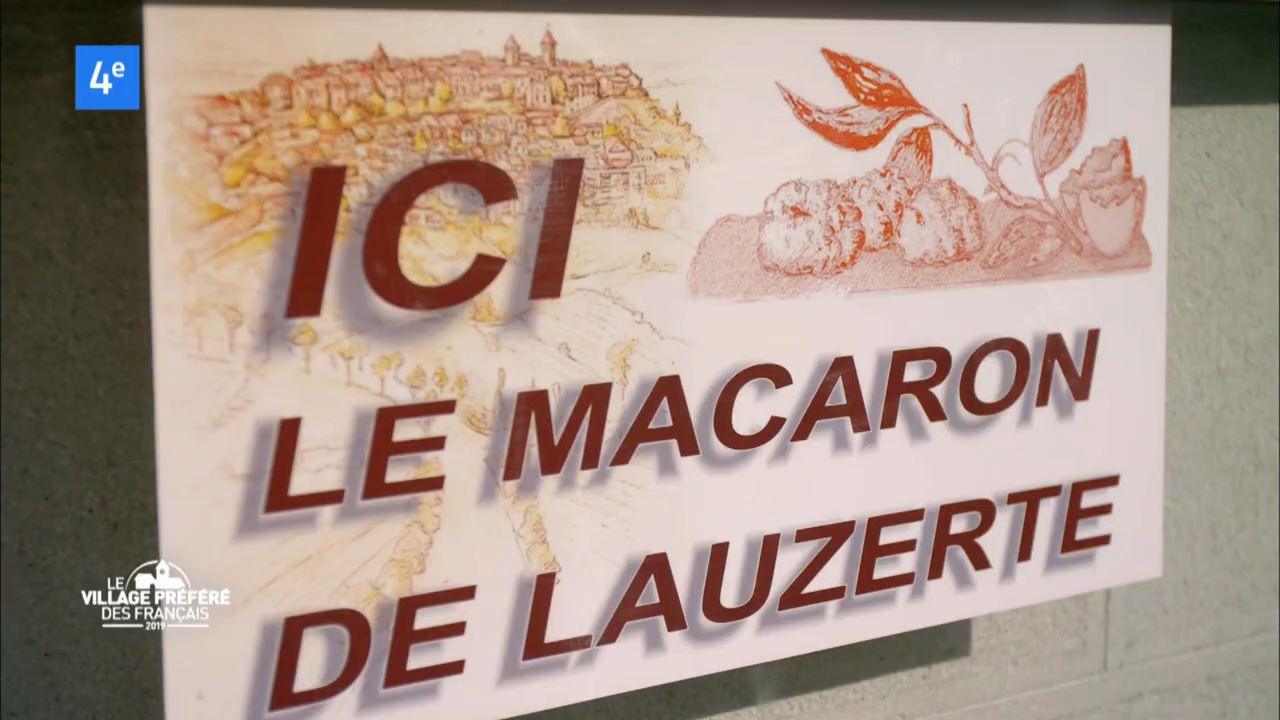 4e
ICI
LE MACARON
DE LAUZERTE
LE
VILLAGE PRÉFÉRÉ
DES FRANÇAIS
2019